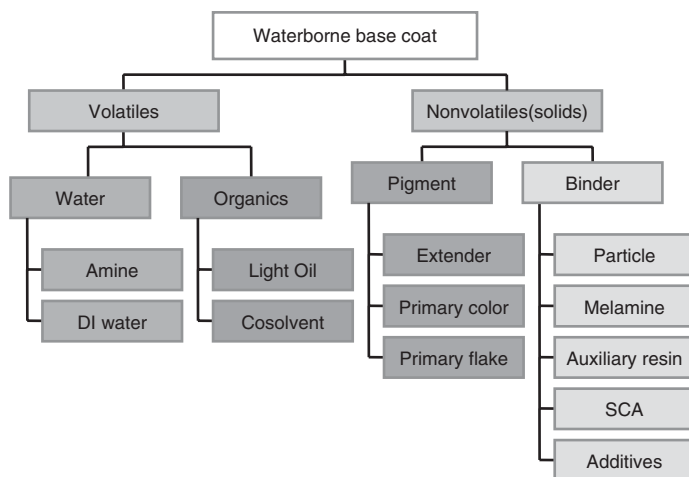 Waterborne base coat
Volatiles
Nonvolatiles(solids)
Water
Organics
Pigment
Binder
Amine
Light Oil
Extender
Particle
DI water
Cosolvent
Primary color
Melamine
Primary flake
Auxiliary resin
SCA
Additives